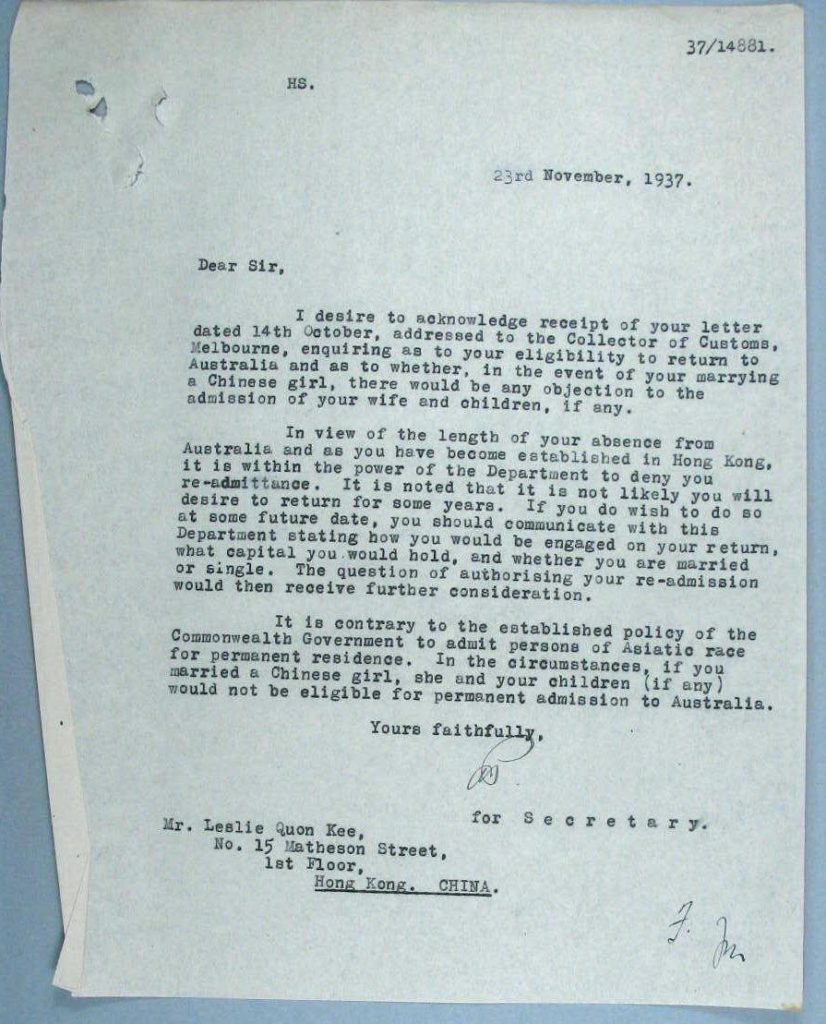 37/14881.
HS.
23rd November, 1937.
Dear Sir,
I desire to acknowledge receipt of your letter
dated 14th October, addressed to the Collector of Customs,
Melbourne, enquiring as to your eligibility to return to
Australia and as to whether, in the event of your marrying
a Chinese girl, there would be any objection to the
admission of your wife and children, if any.
In view of the length of your absence from
Australia and as you have become established in Hong Kong,
it is within the power of the Department to deny you
re-admittance. It is noted that it is not likely you will
desire to return for some years. If you do wish to do so
at some future date, you should communicate with this
Department stating how you would be engaged on your return,
what capital you would hold, and whether you are married
or single. The question of authorising your re-admission
would then receive further consideration.
It is contrary to the established policy of the
Commonwealth Government to admit persons of Asiatic race
for permanent residence. In the circumstances, if you
married a Chinese girl, she and your children (if any)
would not be eligible for permanent admission to Australia.
Yours faithfully,
for Secretary.
Mr. Leslie Quon Kee,
No. 15 Matheson Street,
1st Floor,
Hong Kong. CHINA.